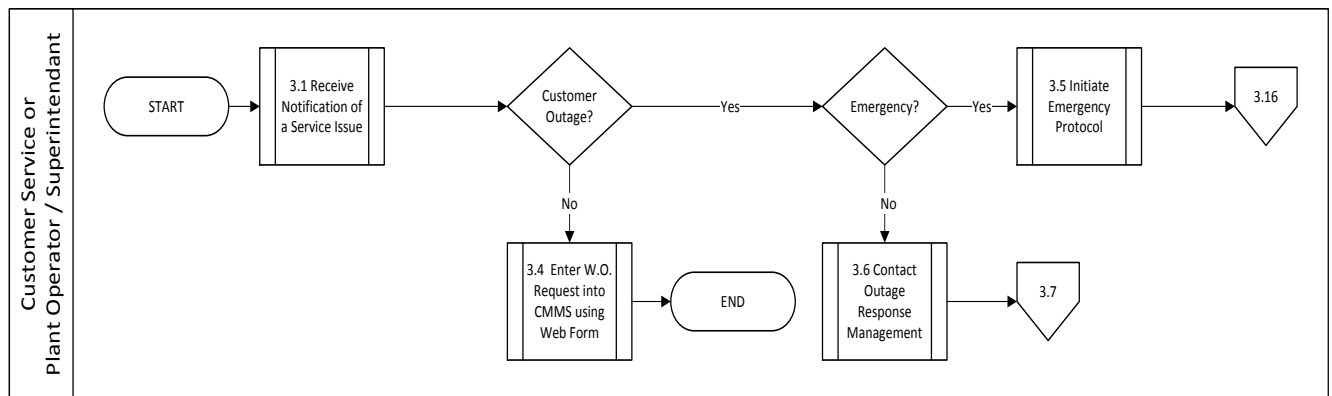 Customer Service or
Plant Operator / Superintendant
START
3.1 Receive
Notification of
a Service Issue
Customer
Outage?
Yes
Emergency?
Yes
3.5 Initiate
Emergency
Protocol
3.16
No
No
3.4 Enter W.O.
Request into
CMMS using
Web Form
END
3.6 Contact
Outage
Response
Management
3.7